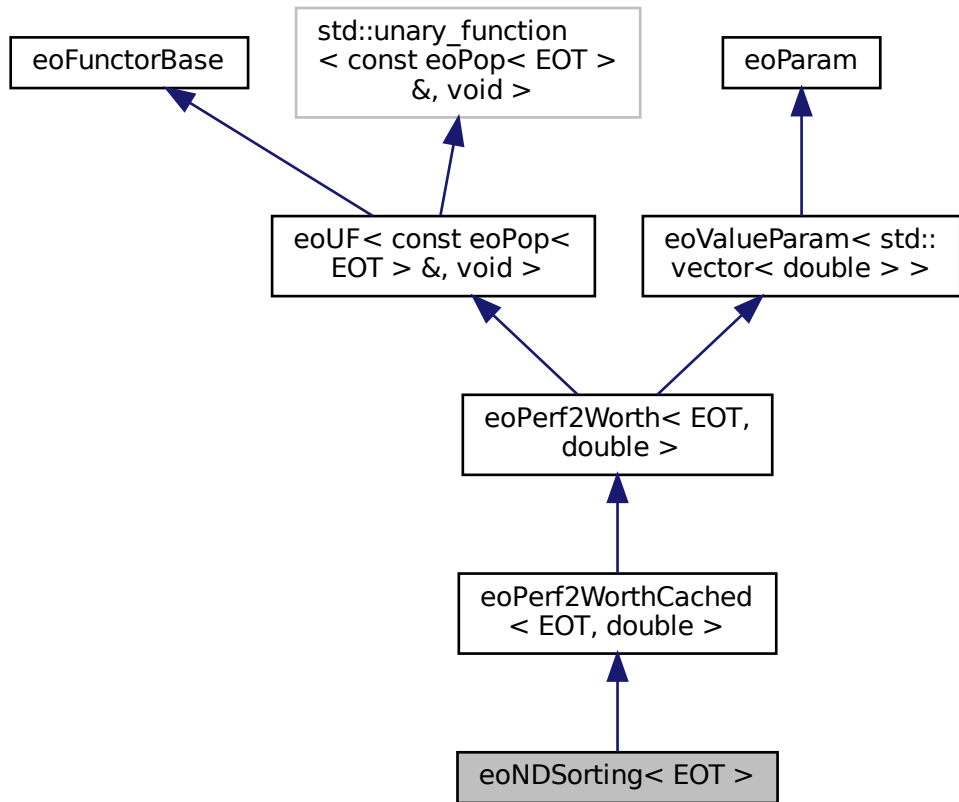 eoFunctorBase
std::unary_function
< const eoPop< EOT >
&, void >
eoParam
eoUF< const eoPop<
EOT > &, void >
eoValueParam< std::
vector< double > >
eoPerf2Worth< EOT,
double >
eoPerf2WorthCached
< EOT, double >
eoNDSorting< EOT >